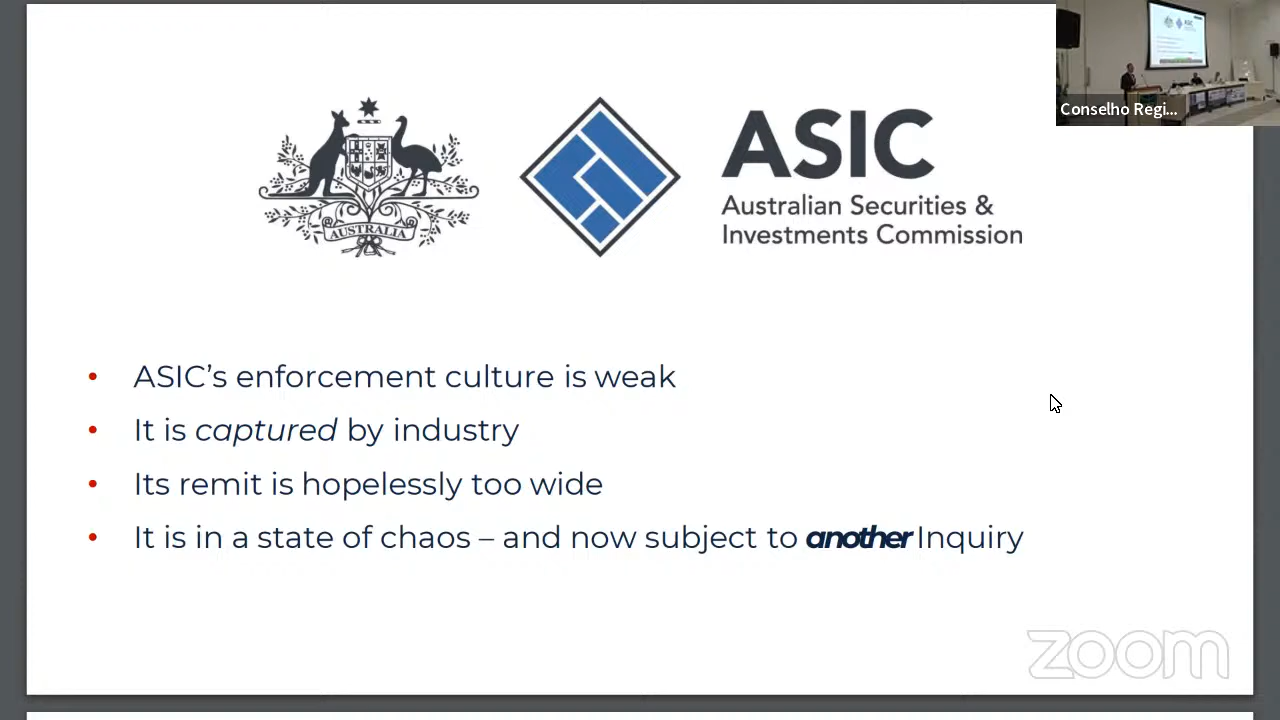 AUSTRALIA
ASIC
Australian Securities &
Investments Commission
Conselho Regi...
• ASIC’s enforcement culture is weak
• It is captured by industry
• Its remit is hopelessly too wide
• It is in a state of chaos – and now subject to another Inquiry
zoom